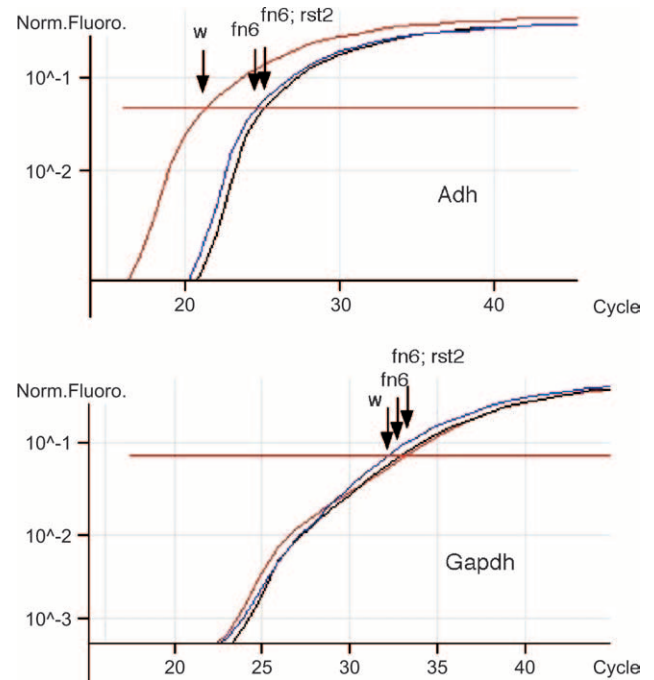 fn6; rst2
Norm.Fluoro.
w
fn6
10^-1
10^-2
Adh
20
30
40
Cycle
fn6; rst2
fn6
Norm.Fluoro.
w
10^-1
10^-2
Gapdh
10^-3
20
25
30
35
40
Cycle